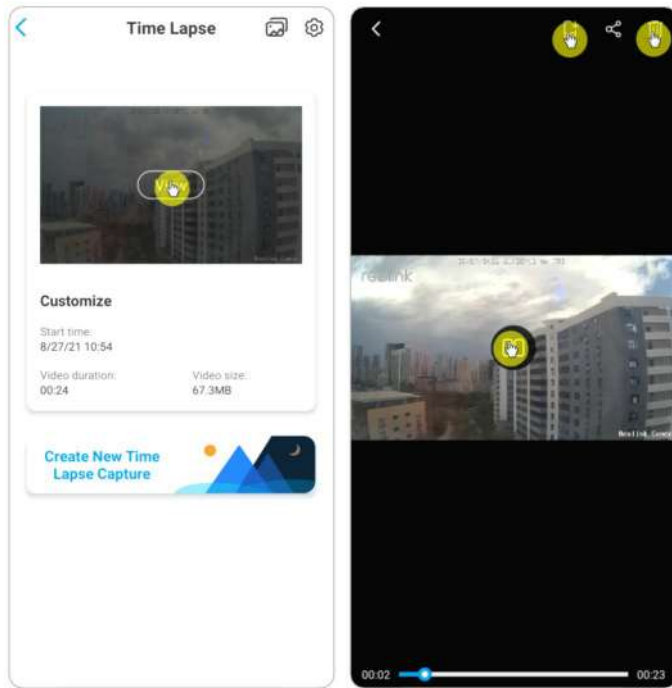 Time Lapse
View
Customize
Start time:
8/27/21 10:54
Video duration:
00:24
Video size:
67.3MB
Create New Time
Lapse Capture
reolink
00:02
00:23